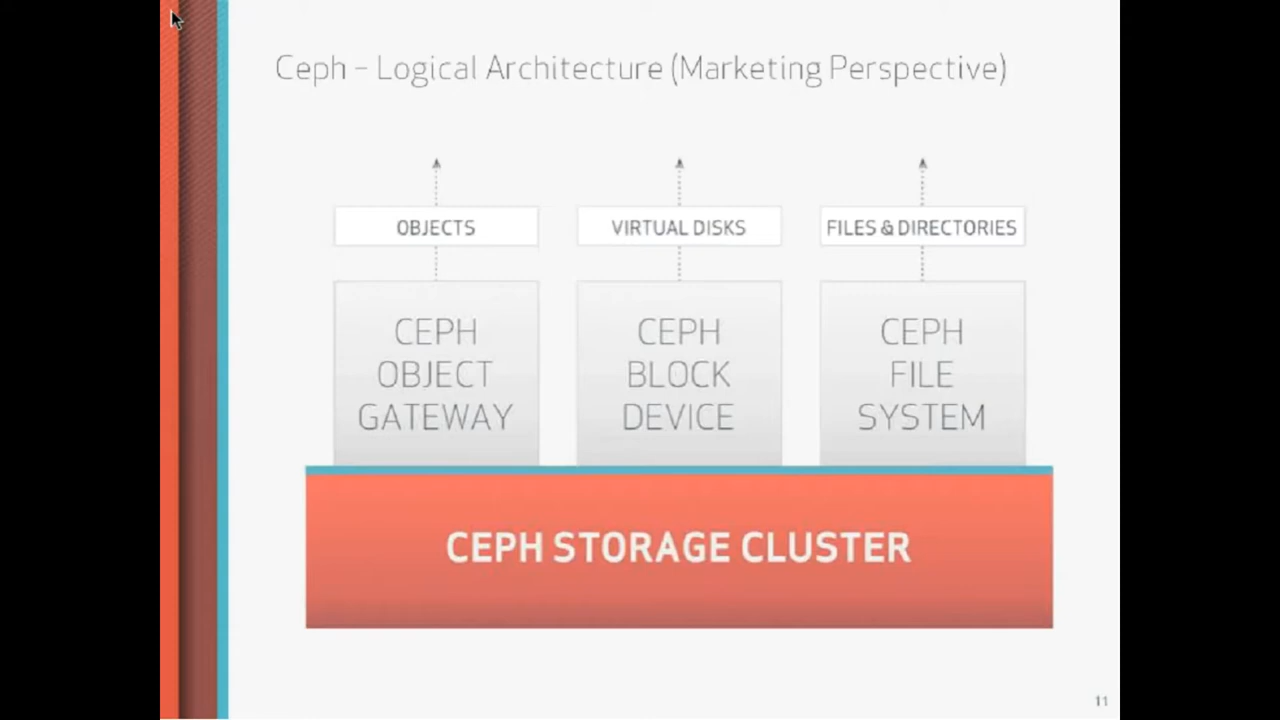 Ceph – Logical Architecture (Marketing Perspective)
OBJECTS
VIRTUAL DISKS
FILES & DIRECTORIES
CEPH
OBJECT
GATEWAY
CEPH
BLOCK
DEVICE
CEPH
FILE
SYSTEM
CEPH STORAGE CLUSTER
11